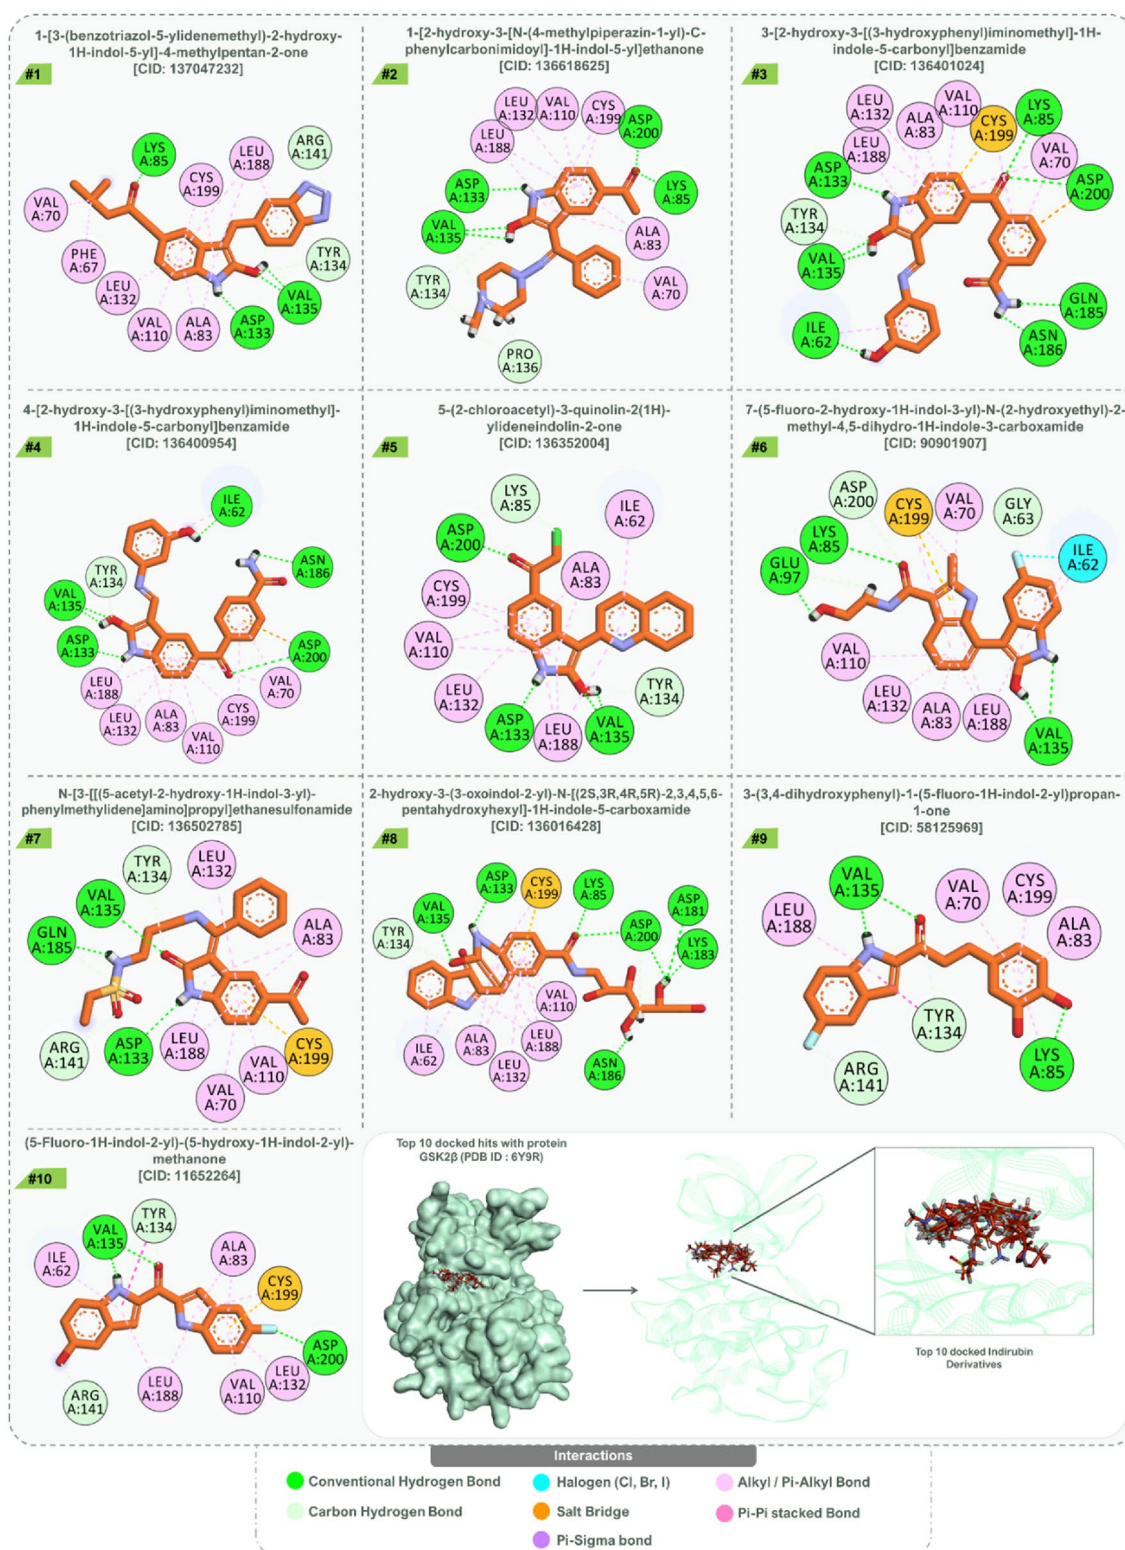 1-[3-(benzotriazol-5-ylidenemethyl)-2-hydroxy-
1H-indol-5-yl]-4-methylpentan-2-one
[CID: 137047232]
#1
LYS
A:85
VAL
A:70
PHE
A:67
LEU
A:132
VAL
A:110
ALA
A:83
ASP
A:133
VAL
A:135
TYR
A:134
ARG
A:141
LEU
A:188
CYS
A:199
1-[2-hydroxy-3-[N-(4-methylpiperazin-1-yl)-C-
phenylcarbonimidoyl]-1H-indol-5-yl]ethanone
[CID: 136618625]
#2
LEU
A:132
VAL
A:110
CYS
A:199
ASP
A:200
LEU
A:188
ASP
A:133
LYS
A:85
VAL
A:135
ALA
A:83
TYR
A:134
VAL
A:70
PRO
A:136
3-[2-hydroxy-3-[(3-hydroxyphenyl)iminomethyl]-1H-
indole-5-carbonyl]benzamide
[CID: 136401024]
#3
LEU
A:132
VAL
A:110
LYS
A:85
ALA
A:83
CYS
A:199
LEU
A:188
VAL
A:70
ASP
A:133
ASP
A:200
TYR
A:134
VAL
A:135
GLN
A:185
ILE
A:62
ASN
A:186
4-[2-hydroxy-3-[(3-hydroxyphenyl)iminomethyl]-
1H-indole-5-carbonyl]benzamide
[CID: 136400954]
#4
ILE
A:62
ASN
A:186
TYR
A:134
VAL
A:135
ASP
A:133
ASP
A:200
LEU
A:188
VAL
A:70
LEU
A:132
ALA
A:83
CYS
A:199
VAL
A:110
5-(2-chloroacetyl)-3-quinolin-2(1H)-
ylideneindolin-2-one
[CID: 136352004]
#5
LYS
A:85
ILE
A:62
ASP
A:200
ALA
A:83
CYS
A:199
VAL
A:110
LEU
A:132
TYR
A:134
ASP
A:133
LEU
A:188
VAL
A:135
7-(5-fluoro-2-hydroxy-1H-indol-3-yl)-N-(2-hydroxyethyl)-2-
methyl-4,5-dihydro-1H-indole-3-carboxamide
[CID: 90901907]
#6
ASP
A:200
CYS
A:199
VAL
A:70
GLY
A:63
LYS
A:85
ILE
A:62
GLU
A:97
VAL
A:110
LEU
A:132
ALA
A:83
LEU
A:188
VAL
A:135
N-[3-[[(5-acetyl-2-hydroxy-1H-indol-3-yl)-
phenylmethylidene]amino]propyl]ethanesulfonamide
[CID: 136502785]
#7
TYR
A:134
LEU
A:132
VAL
A:135
ALA
A:83
GLN
A:185
ARG
A:141
ASP
A:133
LEU
A:188
VAL
A:110
CYS
A:199
VAL
A:70
2-hydroxy-3-(3-oxoindol-2-yl)-N-[(2S,3R,4R,5R)-2,3,4,5,6-
pentahydroxyhexyl]-1H-indole-5-carboxamide
[CID: 136016428]
#8
ASP
A:133
CYS
A:199
LYS
A:85
ASP
A:181
VAL
A:135
ASP
A:200
TYR
A:134
LYS
A:183
VAL
A:110
ILE
A:62
ALA
A:83
LEU
A:188
LEU
A:132
ASN
A:186
3-(3,4-dihydroxyphenyl)-1-(5-fluoro-1H-indol-2-yl)propan-
1-one
[CID: 58125969]
#9
VAL
A:135
VAL
A:70
CYS
A:199
LEU
A:188
ALA
A:83
TYR
A:134
ARG
A:141
LYS
A:85
(5-Fluoro-1H-indol-2-yl)-(5-hydroxy-1H-indol-2-yl)-
methanone
[CID: 11652264]
#10
VAL
A:135
TYR
A:134
ILE
A:62
ALA
A:83
CYS
A:199
ASP
A:200
LEU
A:132
ARG
A:141
LEU
A:188
VAL
A:110
Top 10 docked hits with protein
GSK2β (PDB ID : 6Y9R)
Top 10 docked Indirubin
Derivatives
Interactions
Conventional Hydrogen Bond
Halogen (Cl, Br, I)
Alkyl / Pi-Alkyl Bond
Carbon Hydrogen Bond
Salt Bridge
Pi-Pi stacked Bond
Pi-Sigma bond